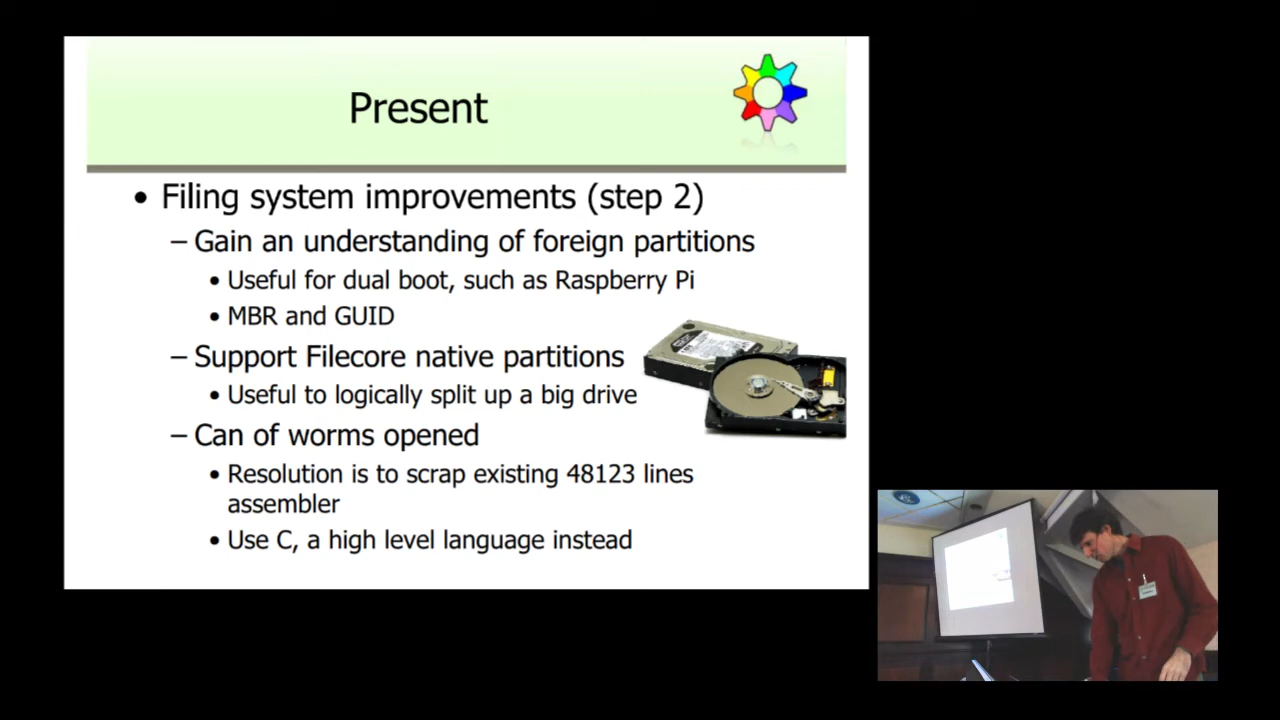 Present
• Filing system improvements (step 2)
– Gain an understanding of foreign partitions
• Useful for dual boot, such as Raspberry Pi
• MBR and GUID
– Support Filecore native partitions
• Useful to logically split up a big drive
– Can of worms opened
• Resolution is to scrap existing 48123 lines
assembler
• Use C, a high level language instead